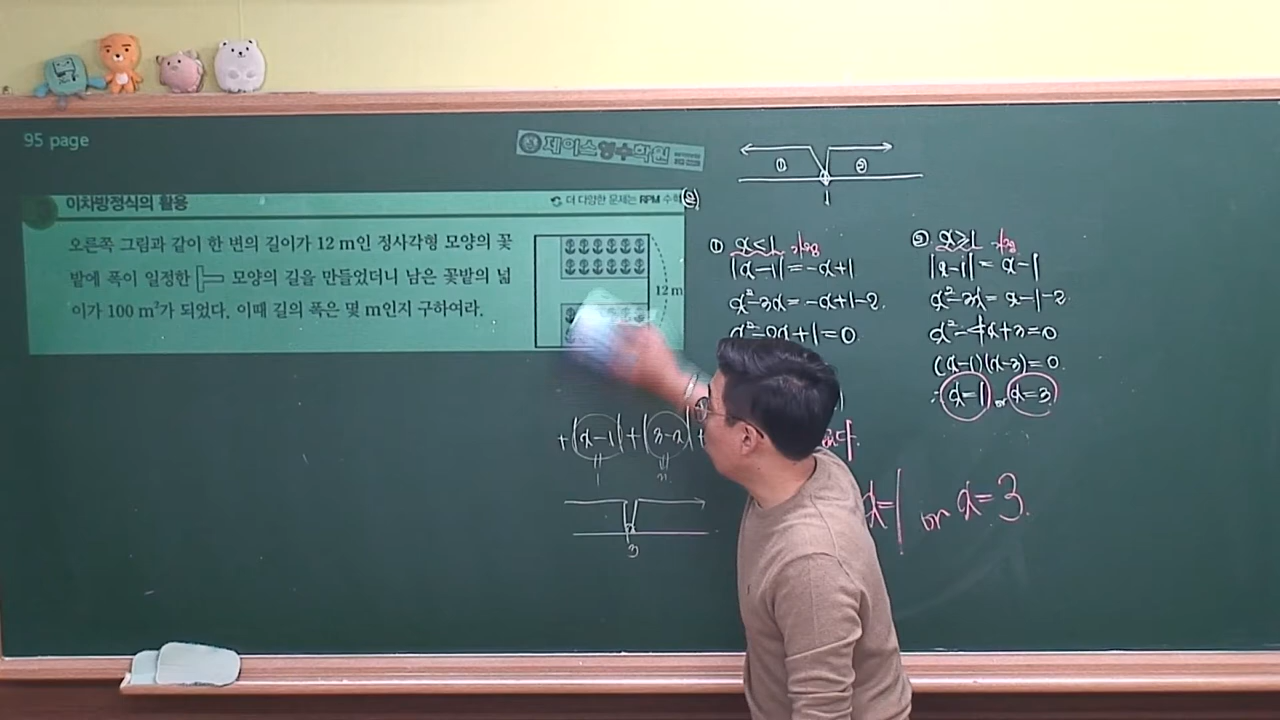 95 page
제이스영수학원
이차방정식의 활용
더 다양한 문제는 RPM 수학
오른쪽 그림과 같이 한 변의 길이가 12 m인 정사각형 모양의 꽃
밭에 폭이 일정한 모양의 길을 만들었더니 남은 꽃밭의 넓
이가 100 m²가 되었다. 이때 길의 폭은 몇 m인지 구하여라.
12 m
① ②
1
① x<1
|x-1|=-x+1
x²-3x=-x+1-2
x²-2x+1=0
② x≥1
|x-1|=x-1
x²-3x=x-1-2
x²-4x+3=0
(x-1)(x-3)=0
∴ x=1 or x=3
+|x-1|+|3-x|+
3
x=1 or x=3